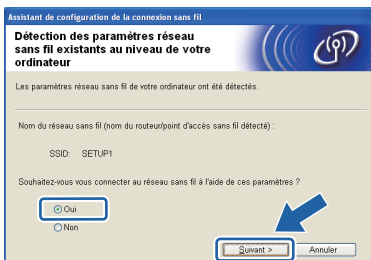 Assistant de configuration de la connexion sans fil
Détection des paramètres réseau
sans fil existants au niveau de votre
ordinateur
Les paramètres réseau sans fil de votre ordinateur ont été détectés.
Nom du réseau sans fil (nom du routeur/point d'accès sans fil détecté) :
SSID: SETUP1
Souhaitez-vous vous connecter au réseau sans fil à l'aide de ces paramètres ?
Oui
Non
Suivant > Annuler